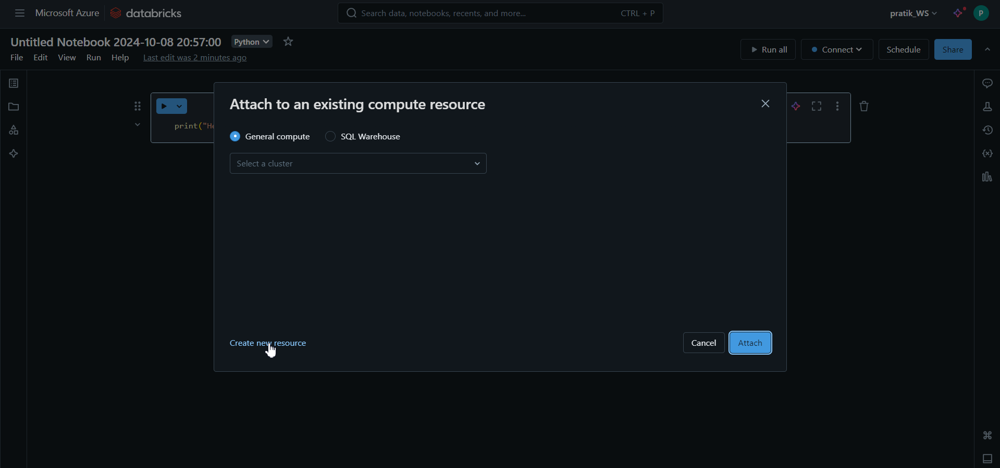 Microsoft Azure databricks Search data, notebooks, recents, and more... CTRL + P pratik_WS P
Untitled Notebook 2024-10-08 20:57:00 Python
File Edit View Run Help Last edit was 2 minutes ago Run all Connect Schedule Share
Attach to an existing compute resource
General compute SQL Warehouse
print("He
Select a cluster
Create new resource Cancel Attach